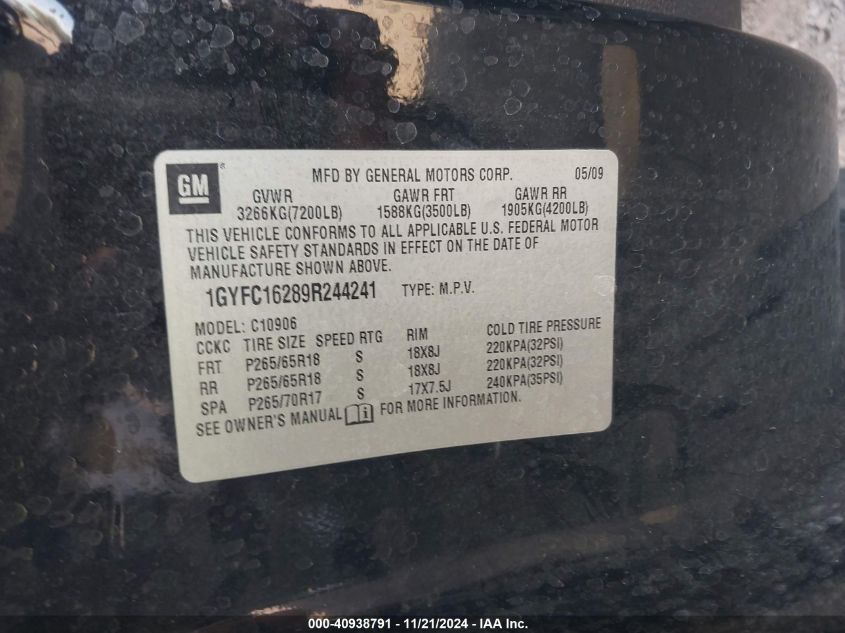 GM ®
MFD BY GENERAL MOTORS CORP. 05/09
GVWR GAWR FRT GAWR RR
3266KG(7200LB) 1588KG(3500LB) 1905KG(4200LB)
THIS VEHICLE CONFORMS TO ALL APPLICABLE U.S. FEDERAL MOTOR
VEHICLE SAFETY STANDARDS IN EFFECT ON THE DATE OF
MANUFACTURE SHOWN ABOVE.
1GYFC16289R244241 TYPE: M.P.V.
MODEL: C10906
CCKC TIRE SIZE SPEED RTG RIM COLD TIRE PRESSURE
FRT P265/65R18 S 18X8J 220KPA(32PSI)
RR P265/65R18 S 18X8J 220KPA(32PSI)
SPA P265/70R17 S 17X7.5J 240KPA(35PSI)
SEE OWNER'S MANUAL i FOR MORE INFORMATION.
000-40938791 - 11/21/2024 - IAA Inc.